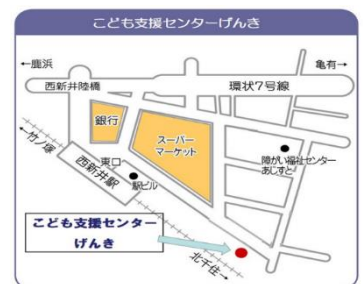 こども支援センターげんき
←鹿浜
亀有→
西新井陸橋
環状7号線
銀行
スーパー
マーケット
←竹ノ塚
東口
西新井駅
駅ビル
障がい福祉センター
あしすと
こども支援センター
げんき
北千住→